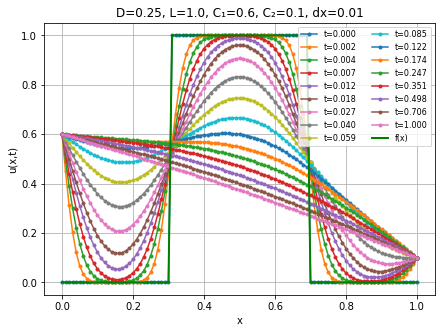 D=0.25, L=1.0, C₁=0.6, C₂=0.1, dx=0.01
u(x,t)
1.0
0.8
0.6
0.4
0.2
0.0
t=0.000
t=0.002
t=0.004
t=0.007
t=0.012
t=0.018
t=0.027
t=0.040
t=0.059
t=0.085
t=0.122
t=0.174
t=0.247
t=0.351
t=0.498
t=0.706
t=1.000
f(x)
0.0 0.2 0.4 0.6 0.8 1.0
x